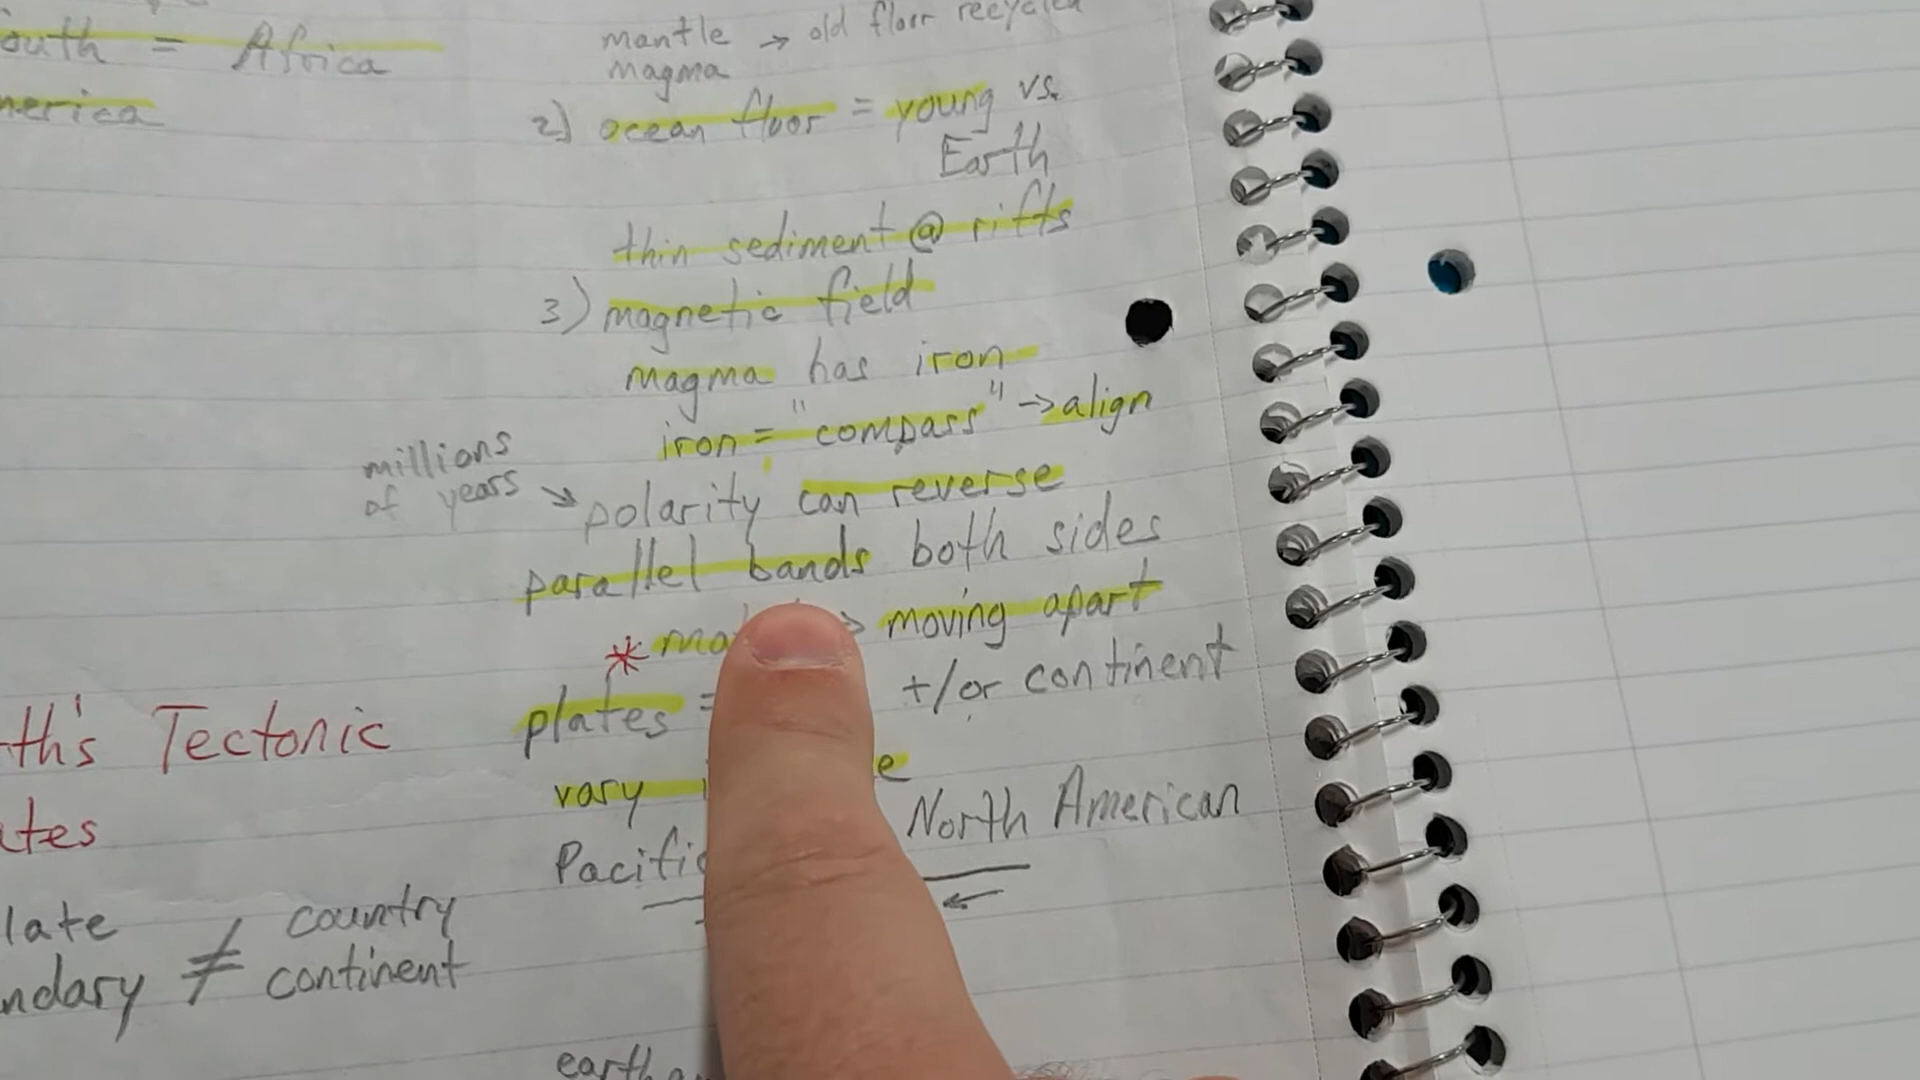 outh = Africa
merica
mantle → old floor recycled
magma
2) ocean floor = young vs.
Earth
thin sediment @ rifts
3) magnetic field
magma has iron
iron = "compass" → align
millions
of years → polarity can reverse
parallel bands both sides
* → moving apart
plates = +/or continent
vary
Pacific North American
←
th's Tectonic
ates
late ≠ country
ndary continent
earth